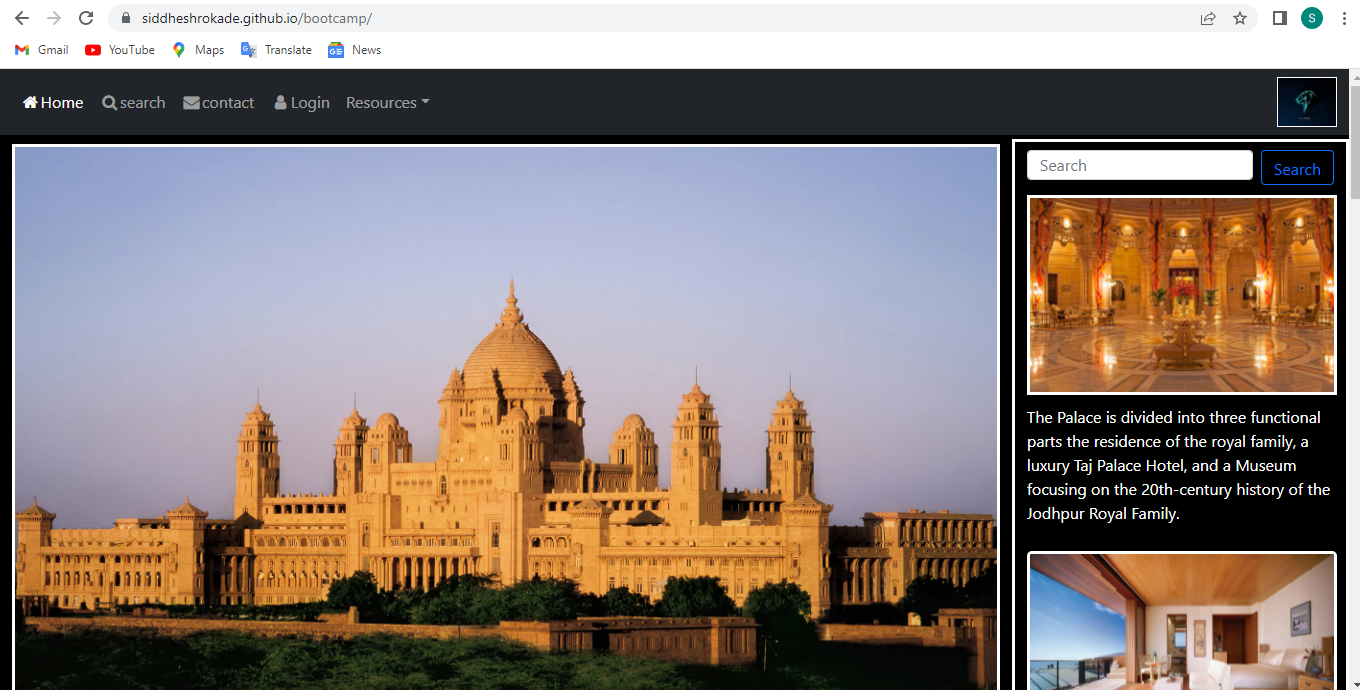 siddheshrokade.github.io/bootcamp/
S
Gmail YouTube Maps Translate News
Home search contact Login Resources
Search Search
The Palace is divided into three functional
parts the residence of the royal family, a
luxury Taj Palace Hotel, and a Museum
focusing on the 20th-century history of the
Jodhpur Royal Family.